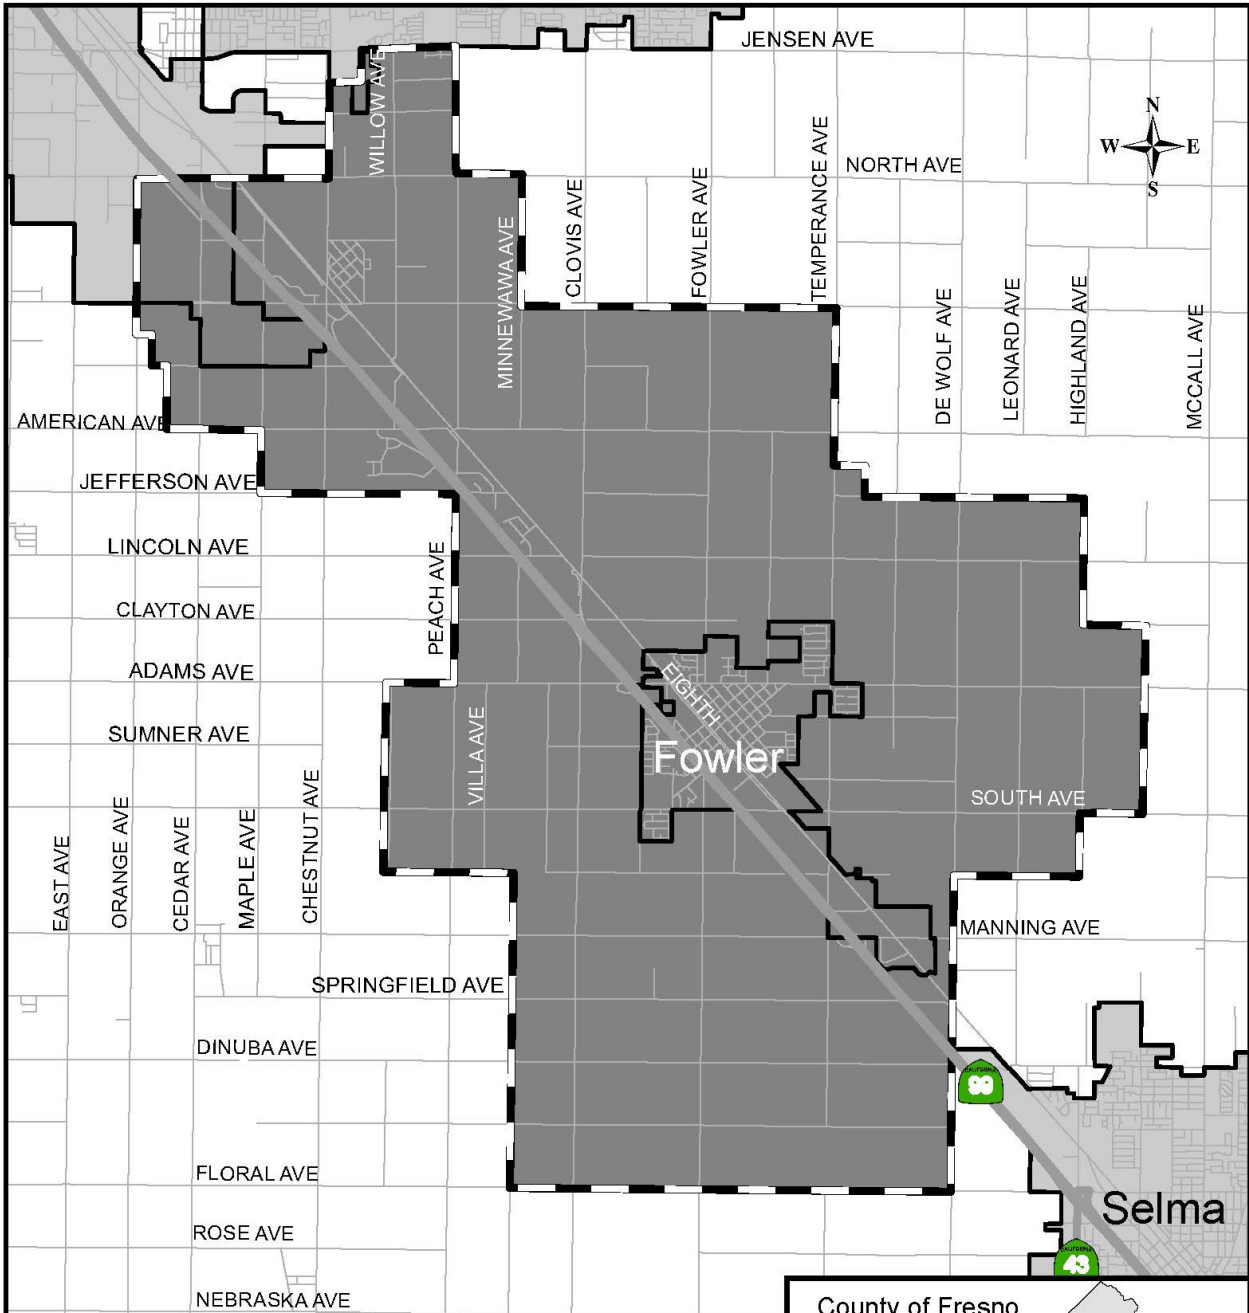 JENSEN AVE
WILLOW AVE
N
W
E
S
NORTH AVE
TEMPERANCE AVE
CLOVIS AVE
FOWLER AVE
MINNEWAWA AVE
DE WOLF AVE
LEONARD AVE
HIGHLAND AVE
MCCALL AVE
AMERICAN AVE
JEFFERSON AVE
LINCOLN AVE
PEACH AVE
CLAYTON AVE
ADAMS AVE
EIGHTH
SUMNER AVE
VILLA AVE
Fowler
SOUTH AVE
EAST AVE
ORANGE AVE
CEDAR AVE
MAPLE AVE
CHESTNUT AVE
MANNING AVE
SPRINGFIELD AVE
DINUBA AVE
CALIFORNIA
99
FLORAL AVE
Selma
ROSE AVE
CALIFORNIA
43
NEBRASKA AVE
County of Fresno